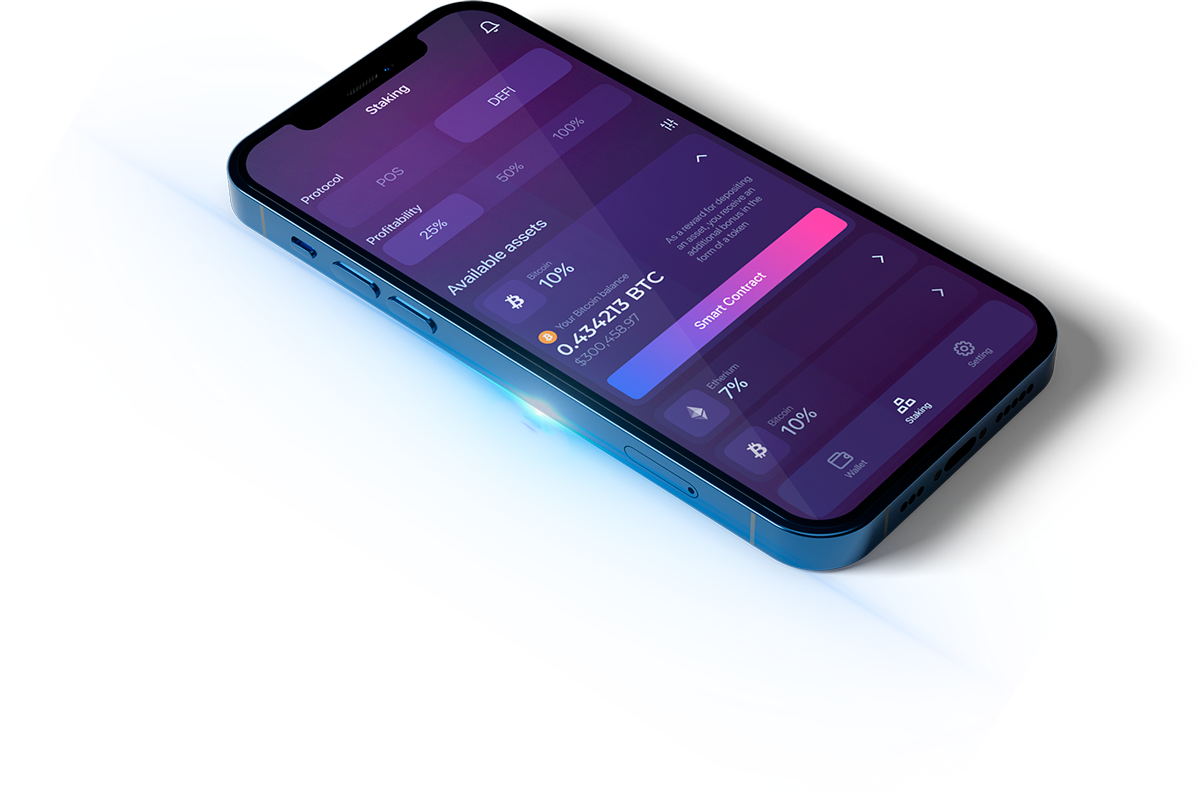 Staking
Protocol
POS
DEFI
Profitability
25%
50%
100%
Available assets
Bitcoin
10%
Your Bitcoin balance
0.434213 BTC
$300,458.97
As a reward for depositing
an asset, you receive an
additional bonus in the
form of a token
Smart Contract
Etherium
7%
Bitcoin
10%
Wallet
Staking
Setting